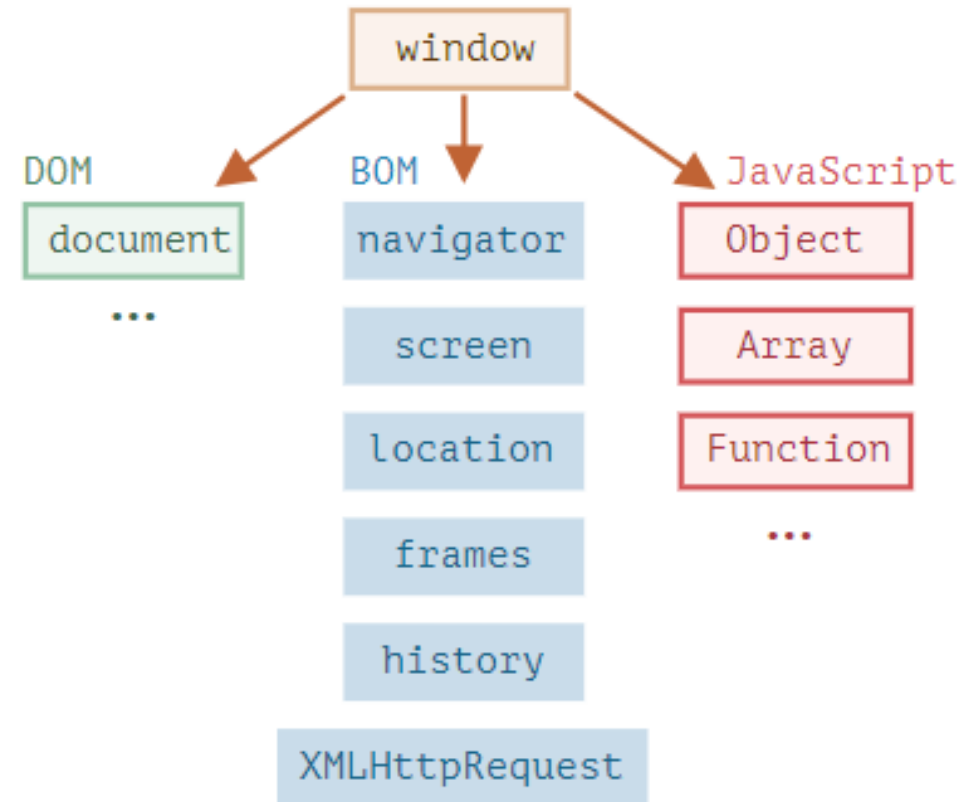 window
DOM
document
...
BOM
navigator
screen
location
frames
history
XMLHttpRequest
JavaScript
Object
Array
Function
...